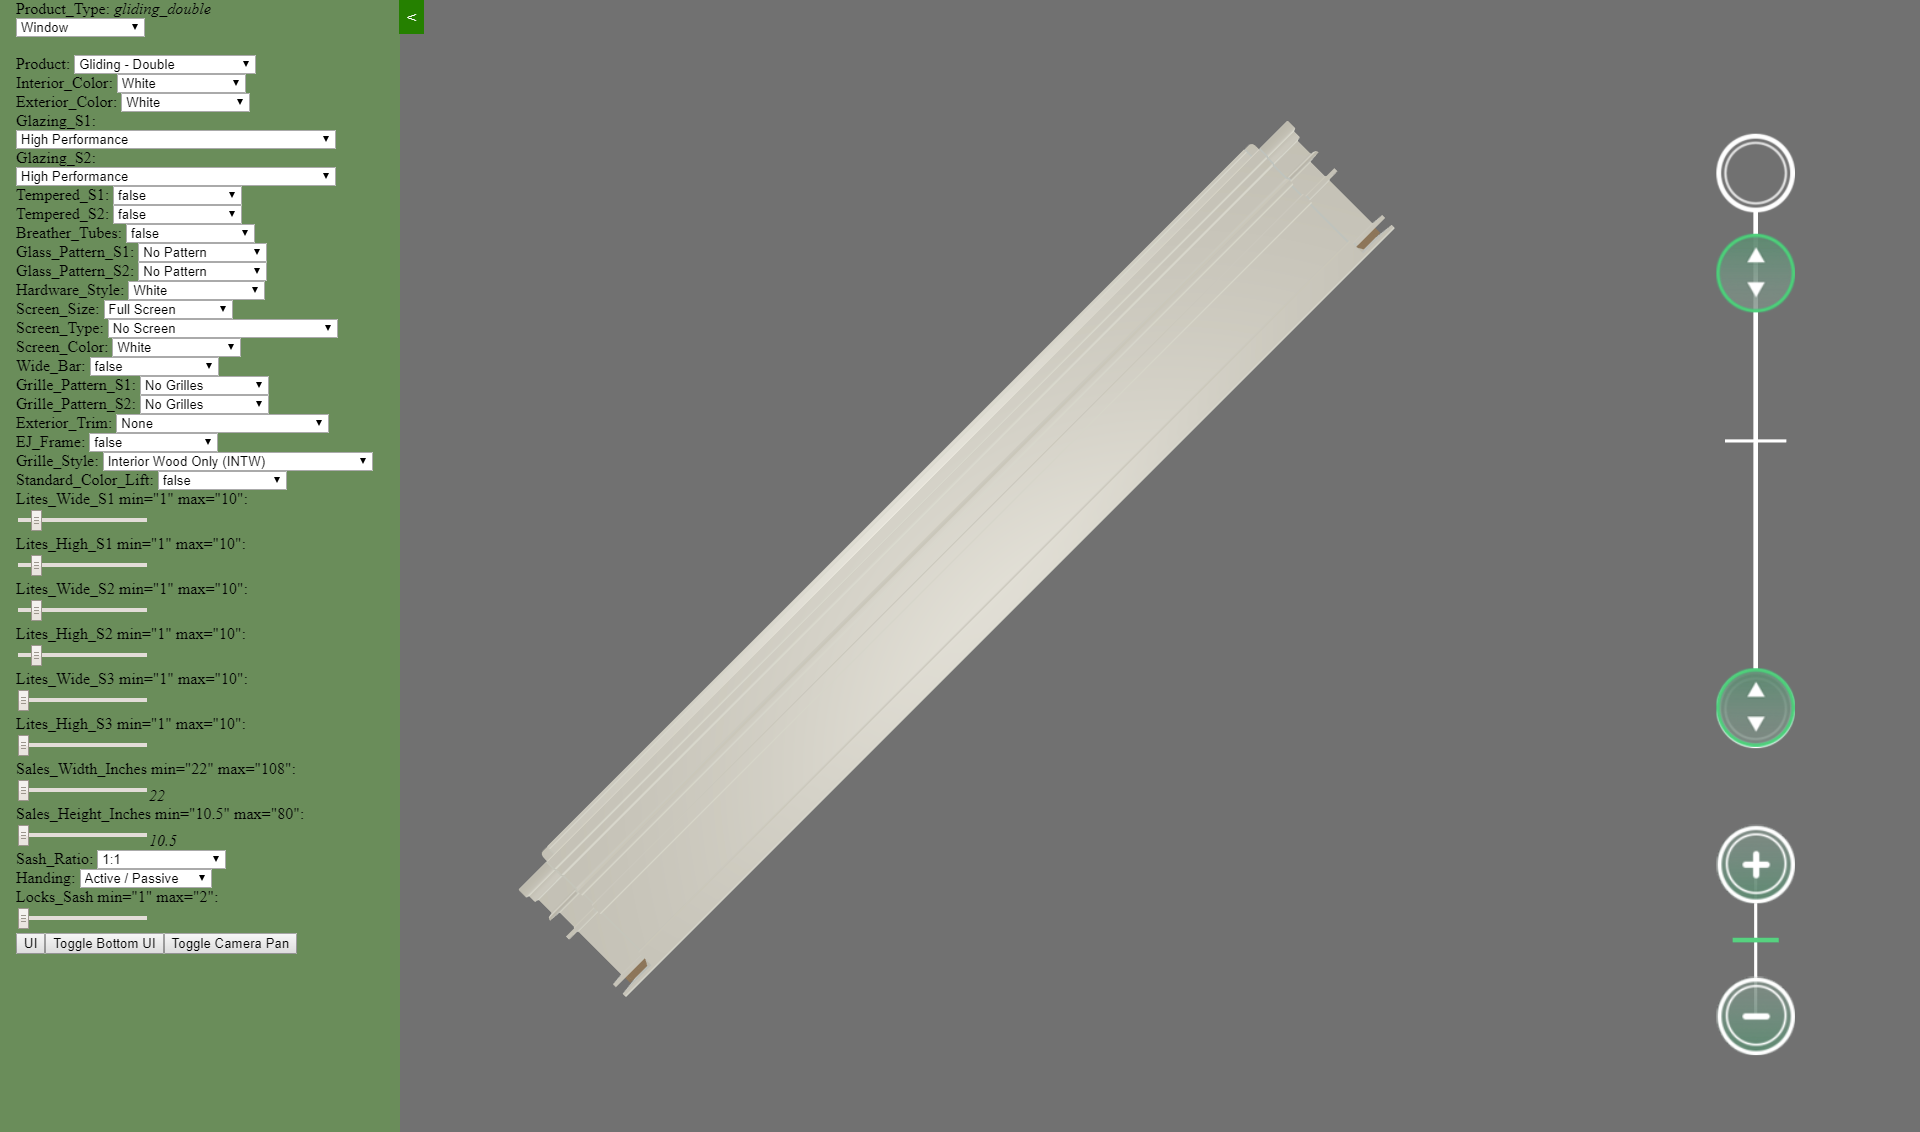 Product_Type: gliding_double
Window
<
Product: Gliding - Double
Interior_Color: White
Exterior_Color: White
Glazing_S1:
High Performance
Glazing_S2:
High Performance
Tempered_S1: false
Tempered_S2: false
Breather_Tubes: false
Glass_Pattern_S1: No Pattern
Glass_Pattern_S2: No Pattern
Hardware_Style: White
Screen_Size: Full Screen
Screen_Type: No Screen
Screen_Color: White
Wide_Bar: false
Grille_Pattern_S1: No Grilles
Grille_Pattern_S2: No Grilles
Exterior_Trim: None
EJ_Frame: false
Grille_Style: Interior Wood Only (INTW)
Standard_Color_Lift: false
Lites_Wide_S1 min="1" max="10":
Lites_High_S1 min="1" max="10":
Lites_Wide_S2 min="1" max="10":
Lites_High_S2 min="1" max="10":
Lites_Wide_S3 min="1" max="10":
Lites_High_S3 min="1" max="10":
Sales_Width_Inches min="22" max="108":
22
Sales_Height_Inches min="10.5" max="80":
10.5
Sash_Ratio: 1:1
Handing: Active / Passive
Locks_Sash min="1" max="2":
UI Toggle Bottom UI Toggle Camera Pan